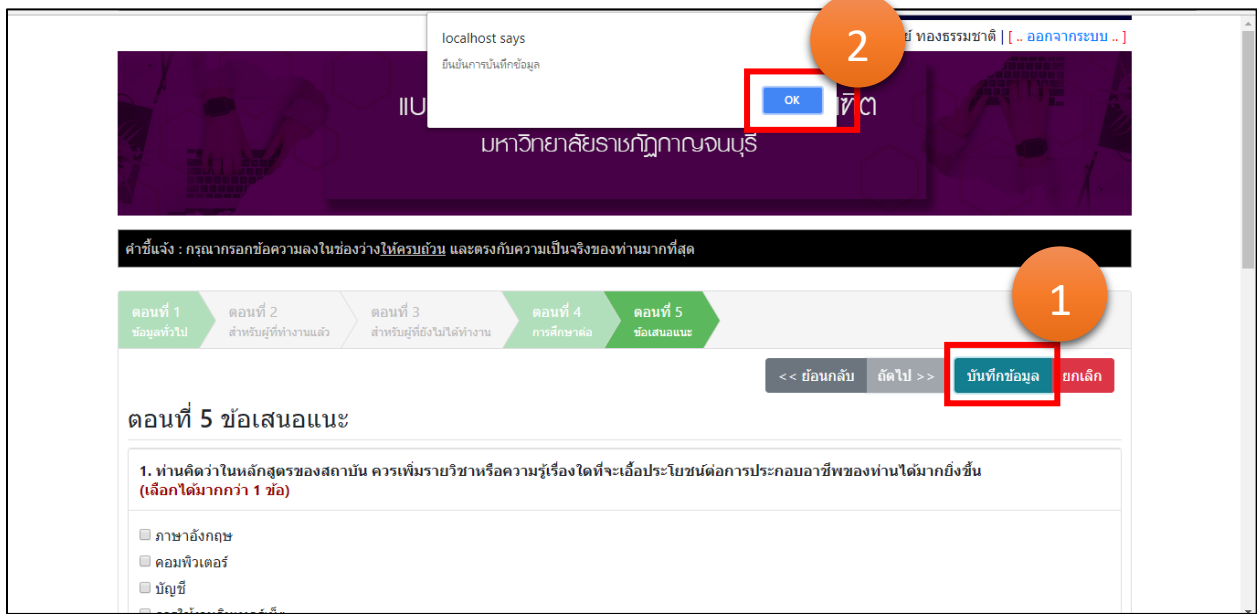 localhost says
ยืนยันการบันทึกข้อมูล
OK
2
ทองธรรมชาติ | [ .. ออกจากระบบ .. ]
มหาวิทยาลัยราชภัฏกาญจนบุรี
คำชี้แจง : กรุณากรอกข้อความลงในช่องว่างให้ครบถ้วน และตรงกับความเป็นจริงของท่านมากที่สุด
1
ตอนที่ 1
ข้อมูลทั่วไป
ตอนที่ 2
สำหรับผู้ที่ทำงานแล้ว
ตอนที่ 3
สำหรับผู้ที่ยังไม่ได้ทำงาน
ตอนที่ 4
การศึกษาต่อ
ตอนที่ 5
ข้อเสนอแนะ
<< ย้อนกลับ
ถัดไป >>
บันทึกข้อมูล
ยกเลิก
ตอนที่ 5 ข้อเสนอแนะ
1. ท่านคิดว่าในหลักสูตรของสถาบัน ควรเพิ่มรายวิชาหรือความรู้เรื่องใดที่จะเอื้อประโยชน์ต่อการประกอบอาชีพของท่านได้มากยิ่งขึ้น
(เลือกได้มากกว่า 1 ข้อ)
ภาษาอังกฤษ
คอมพิวเตอร์
บัญชี